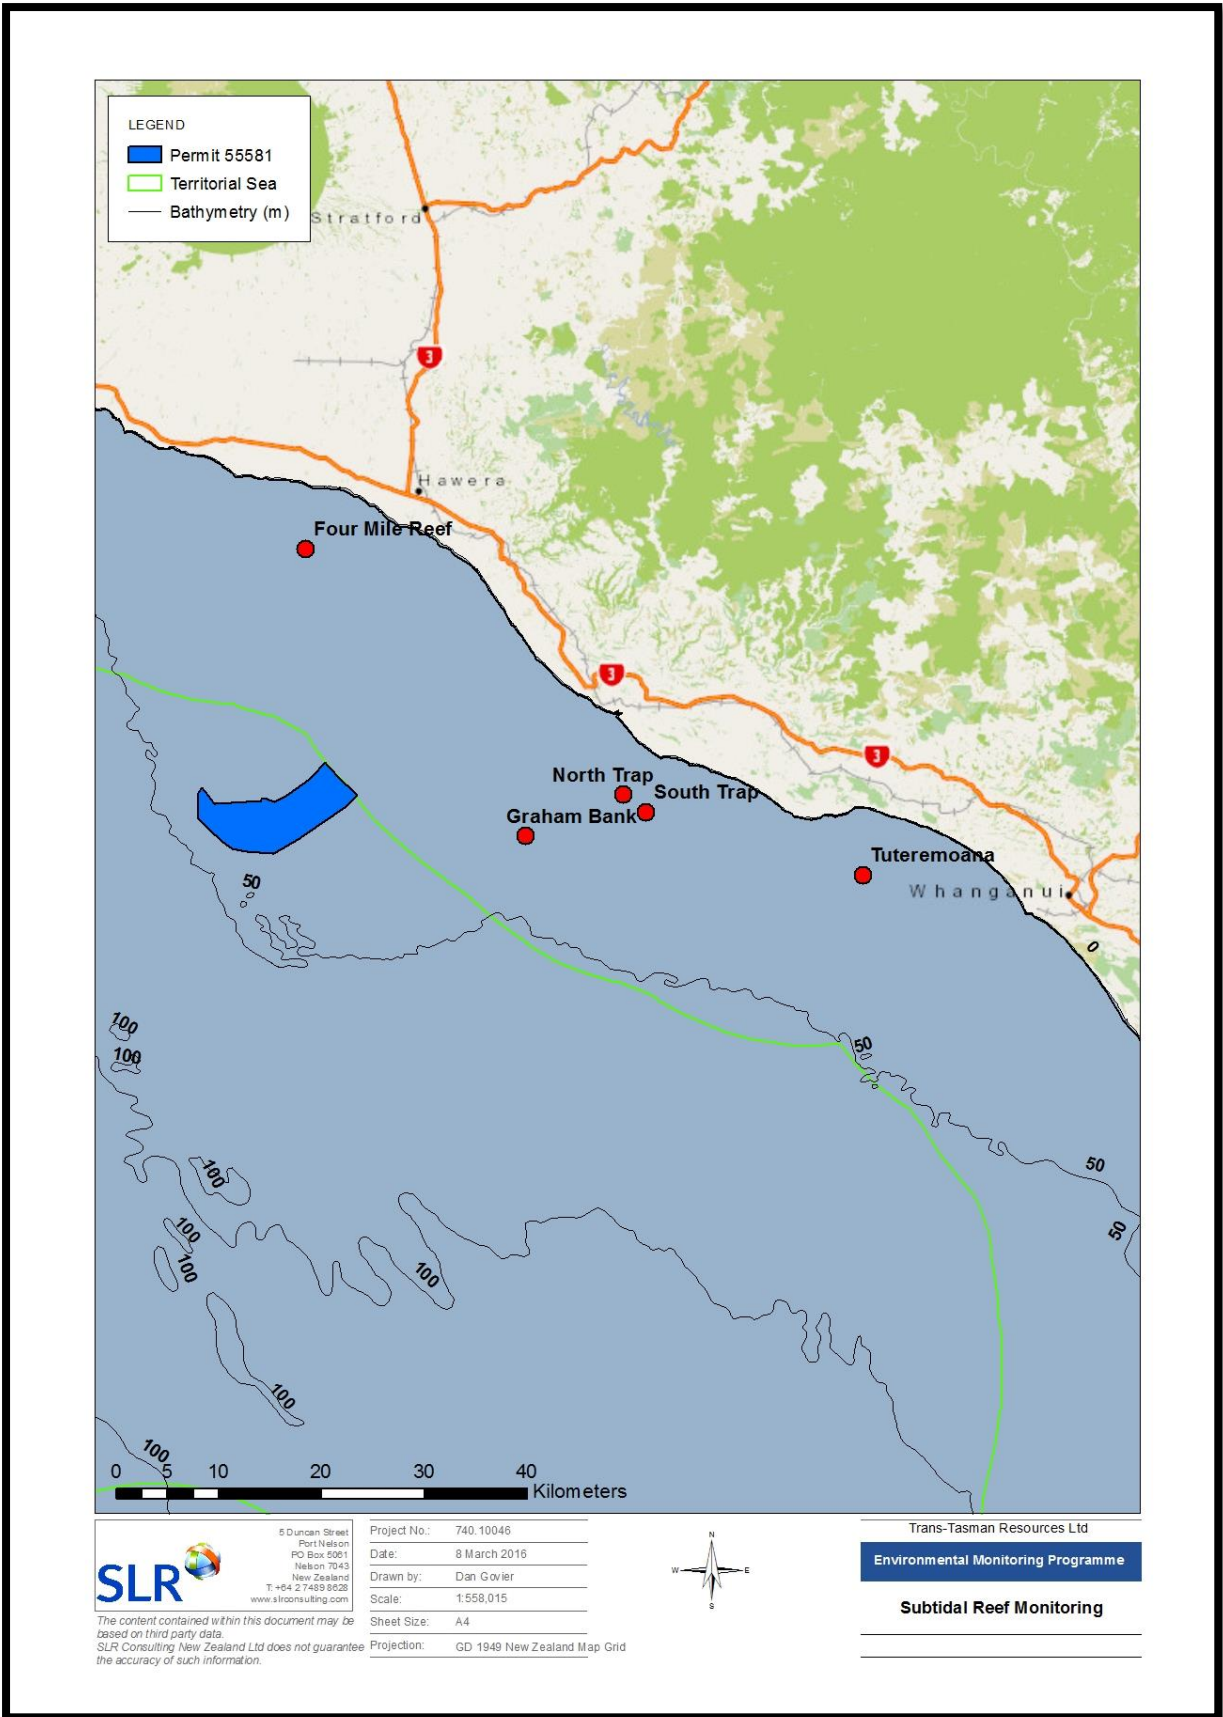 LEGEND
Permit 55581
Territorial Sea
Bathymetry (m)
Stratford
3
Hawera
Four Mile Reef
3
3
North Trap
South Trap
Graham Bank
Tuteremoana
Whanganui
50
0
100
100
50
50
50
100
100
100
100
100
100
0 5 10 20 30 40
Kilometers
SLR
5 Duncan Street
Port Nelson
PO Box 5061
Nelson 7043
New Zealand
T: +64 2 7489 8628
www.slrconsulting.com
The content contained within this document may be
based on third party data.
SLR Consulting New Zealand Ltd does not guarantee
the accuracy of such information.
Project No.: 740.10046
Date: 8 March 2016
Drawn by: Dan Govier
Scale: 1:558,015
Sheet Size: A4
Projection: GD 1949 New Zealand Map Grid
N
W E
S
Trans-Tasman Resources Ltd
Environmental Monitoring Programme
Subtidal Reef Monitoring